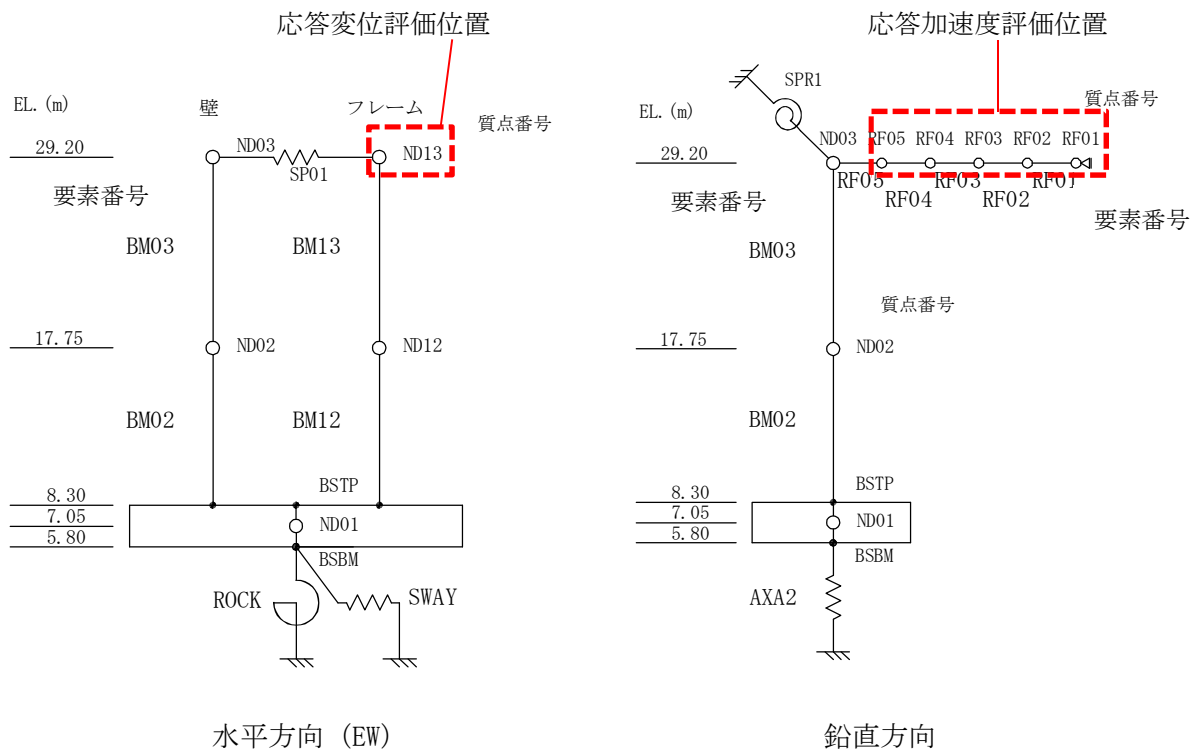 応答変位評価位置
EL.(m)
壁
フレーム
質点番号
29.20
ND03
ND13
SP01
要素番号
BM03
BM13
17.75
ND02
ND12
BM02
BM12
8.30
BSTP
7.05
ND01
5.80
BSBM
ROCK
SWAY
水平方向 (EW)
応答加速度評価位置
SPR1
EL.(m)
質点番号
ND03 RF05 RF04 RF03 RF02 RF01
29.20
RF05 RF03 RF01
RF04 RF02
要素番号
要素番号
BM03
質点番号
17.75
ND02
BM02
8.30
BSTP
7.05
ND01
5.80
BSBM
AXA2
鉛直方向